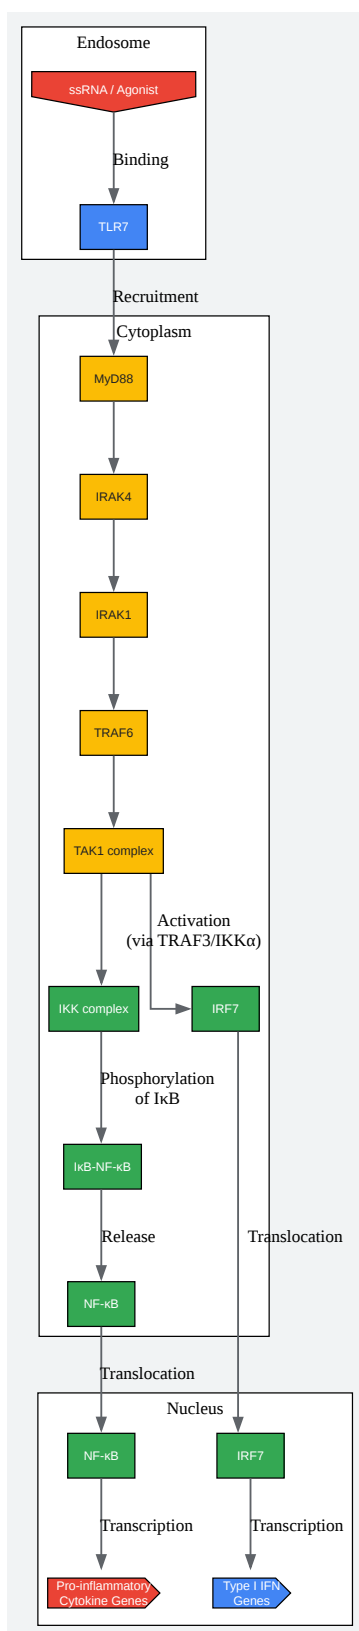 Endosome
ssRNA / Agonist
Binding
TLR7
Recruitment
Cytoplasm
MyD88
IRAK4
IRAK1
TRAF6
TAK1 complex
Activation
(via TRAF3/IKKα)
IKK complex
IRF7
Phosphorylation
of IκB
IκB-NF-κB
Release
Translocation
NF-κB
Translocation
Nucleus
NF-κB
IRF7
Transcription
Transcription
Pro-inflammatory
Cytokine Genes
Type I IFN
Genes